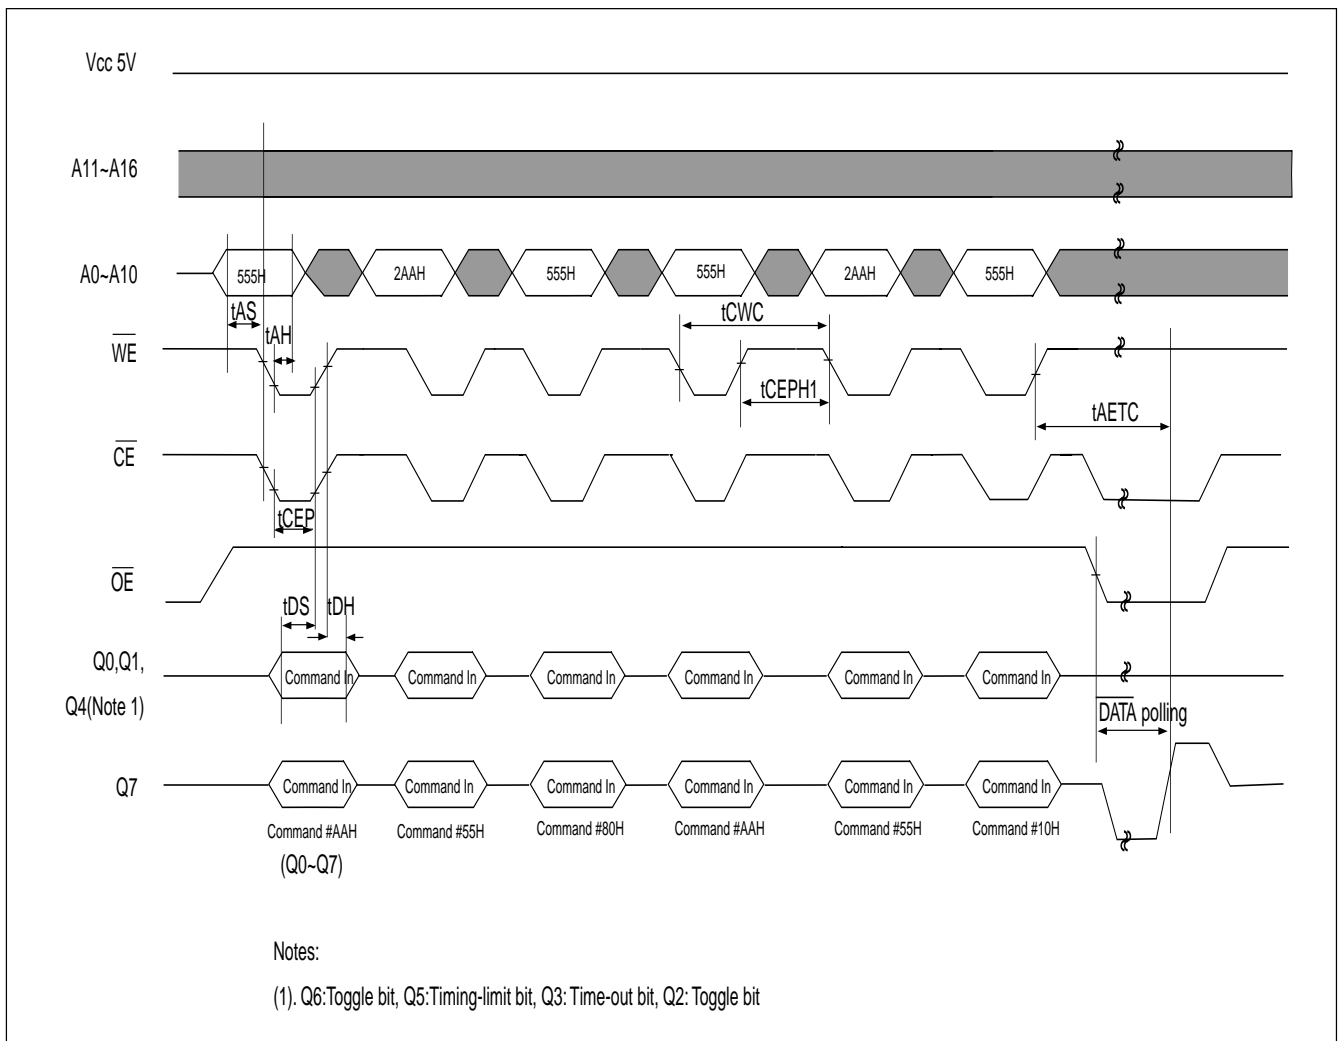 Vcc 5V
A11~A16
A0~A10
555H
2AAH
555H
555H
2AAH
555H
tAS
tAH
tCWC
WE
tCEPH1
tAETC
CE
tCEP
OE
tDS
tDH
Q0,Q1,
Q4(Note 1)
Command In
Command In
Command In
Command In
Command In
Command In
DATA polling
Q7
Command In
Command In
Command In
Command In
Command In
Command In
Command #AAH
Command #55H
Command #80H
Command #AAH
Command #55H
Command #10H
(Q0~Q7)
Notes:
(1). Q6:Toggle bit, Q5:Timing-limit bit, Q3: Time-out bit, Q2: Toggle bit